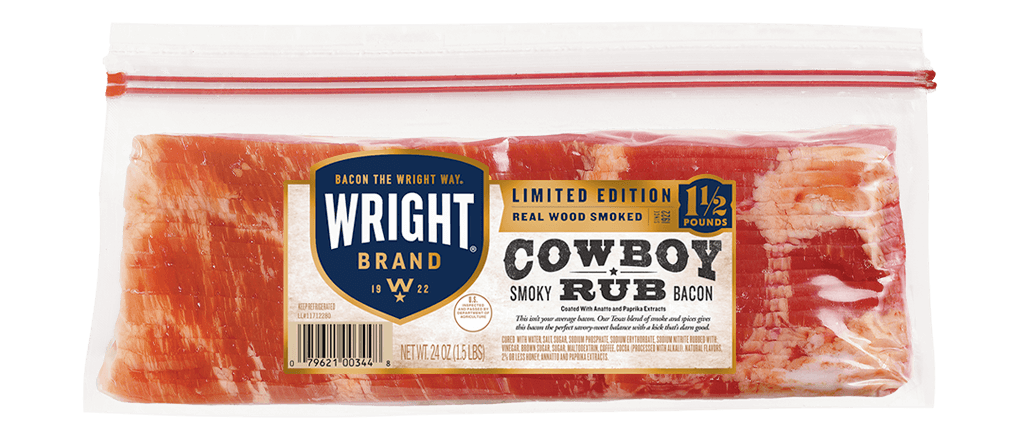 BACON THE WRIGHT WAY®
WRIGHT®
BRAND
19 W 22
LIMITED EDITION
REAL WOOD SMOKED
SINCE 1922
1½
POUNDS
COWBOY
SMOKY RUB BACON
Coated With Anatto and Paprika Extracts
This isn't your average bacon. Our Texas blend of smoke and spices gives
this bacon the perfect savory-sweet balance with a kick that's darn good.
CURED WITH WATER, SALT, SUGAR, SODIUM PHOSPHATE, SODIUM ERYTHORBATE, SODIUM NITRITE RUBBED WITH:
VINEGAR, BROWN SUGAR, SUGAR, MALTODEXTRIN, COFFEE, COCOA (PROCESSED WITH ALKALI), NATURAL FLAVORS,
2% OR LESS HONEY, ANNATTO AND PAPRIKA EXTRACTS.
KEEP REFRIGERATED
U.S.
INSPECTED
AND PASSED BY
DEPARTMENT OF
AGRICULTURE
0 79621 00344 8
NET WT. 24 OZ (1.5 LBS)